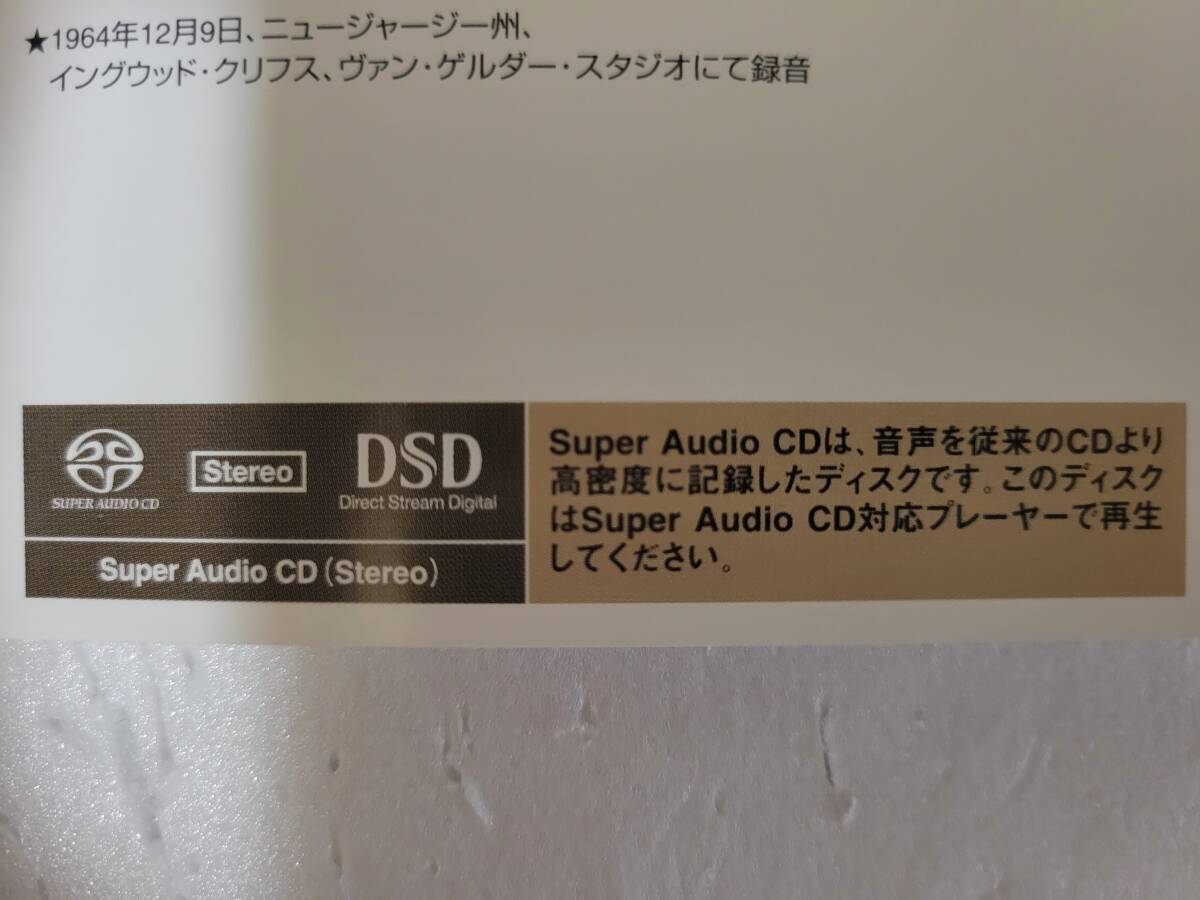 ★1964年12月9日、ニュージャージー州、
イングウッド・クリフス、ヴァン・ゲルダー・スタジオにて録音
SUPER AUDIO CD
Stereo
DSD
Direct Stream Digital
Super Audio CD (Stereo)
Super Audio CDは、音声を従来のCDより
高密度に記録したディスクです。このディスク
はSuper Audio CD対応プレーヤーで再生
してください。